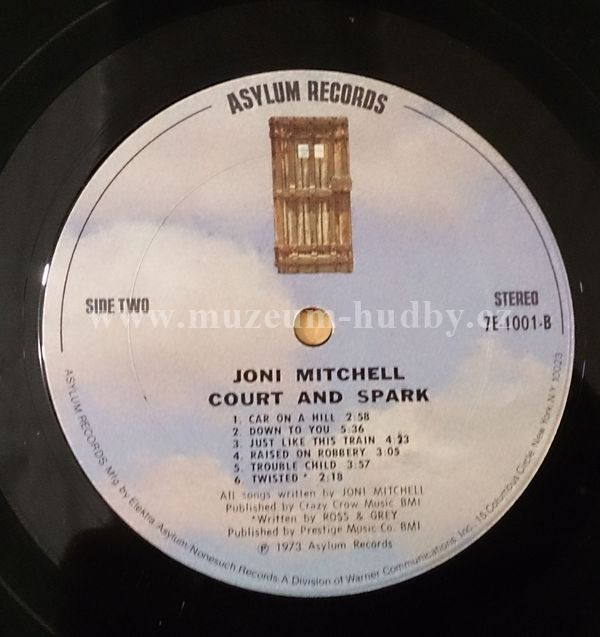 ASYLUM RECORDS
SIDE TWO
STEREO
7E-1001-B
www.muzeum-hudby.cz
JONI MITCHELL
COURT AND SPARK
1. CAR ON A HILL 2:58
2. DOWN TO YOU 5:36
3. JUST LIKE THIS TRAIN 4:23
4. RAISED ON ROBBERY 3:05
5. TROUBLE CHILD 3:57
6. TWISTED * 2:18
All songs written by JONI MITCHELL
Published by Crazy Crow Music BMI
*Written by ROSS & GREY
Published by Prestige Music Co. BMI
℗ 1973 Asylum Records
ASYLUM RECORDS Mfg by Elektra Asylum Nonesuch Records A Division of Warner Communications, Inc. 15 Columbus Circle, New York, N.Y. 10023